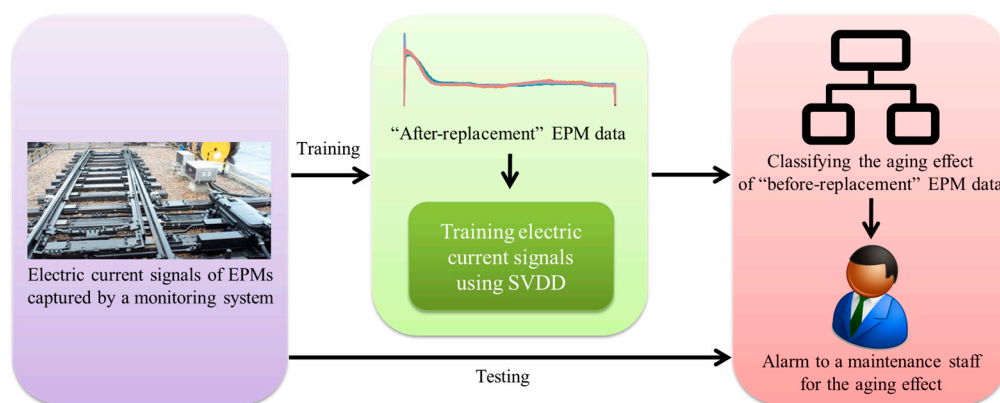 Electric current signals of EPMs
captured by a monitoring system
Training
“After-replacement” EPM data
Training electric
current signals
using SVDD
Testing
Classifying the aging effect
of “before-replacement” EPM data
Alarm to a maintenance staff
for the aging effect